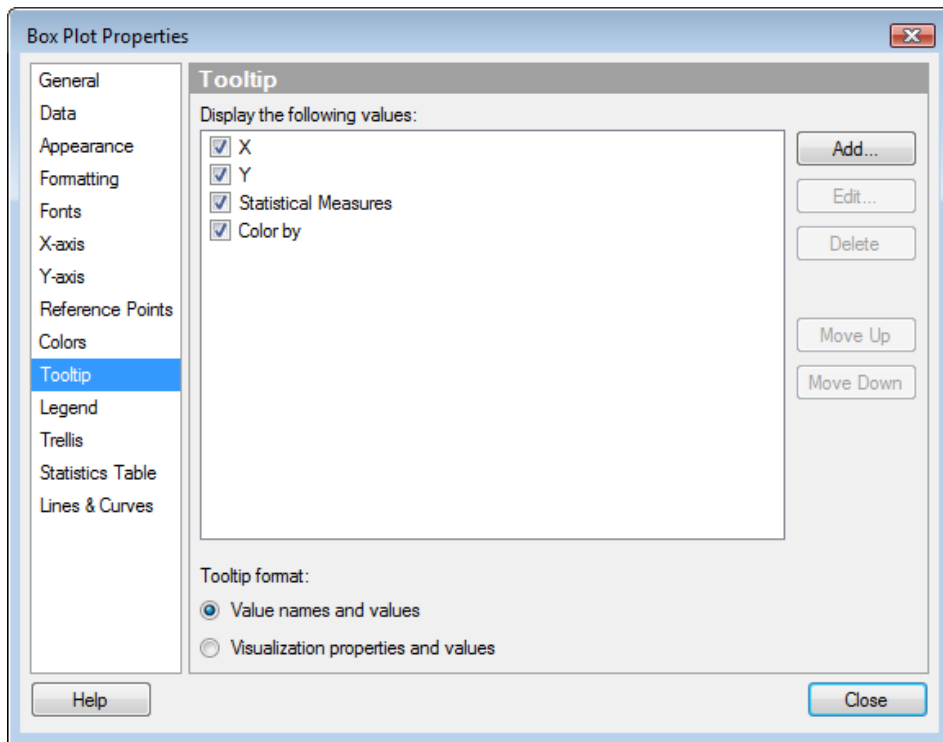 Box Plot Properties
General
Data
Appearance
Formatting
Fonts
X-axis
Y-axis
Reference Points
Colors
Tooltip
Legend
Trellis
Statistics Table
Lines & Curves
Tooltip
Display the following values:
X
Y
Statistical Measures
Color by
Add...
Edit...
Delete
Move Up
Move Down
Tooltip format:
Value names and values
Visualization properties and values
Help
Close